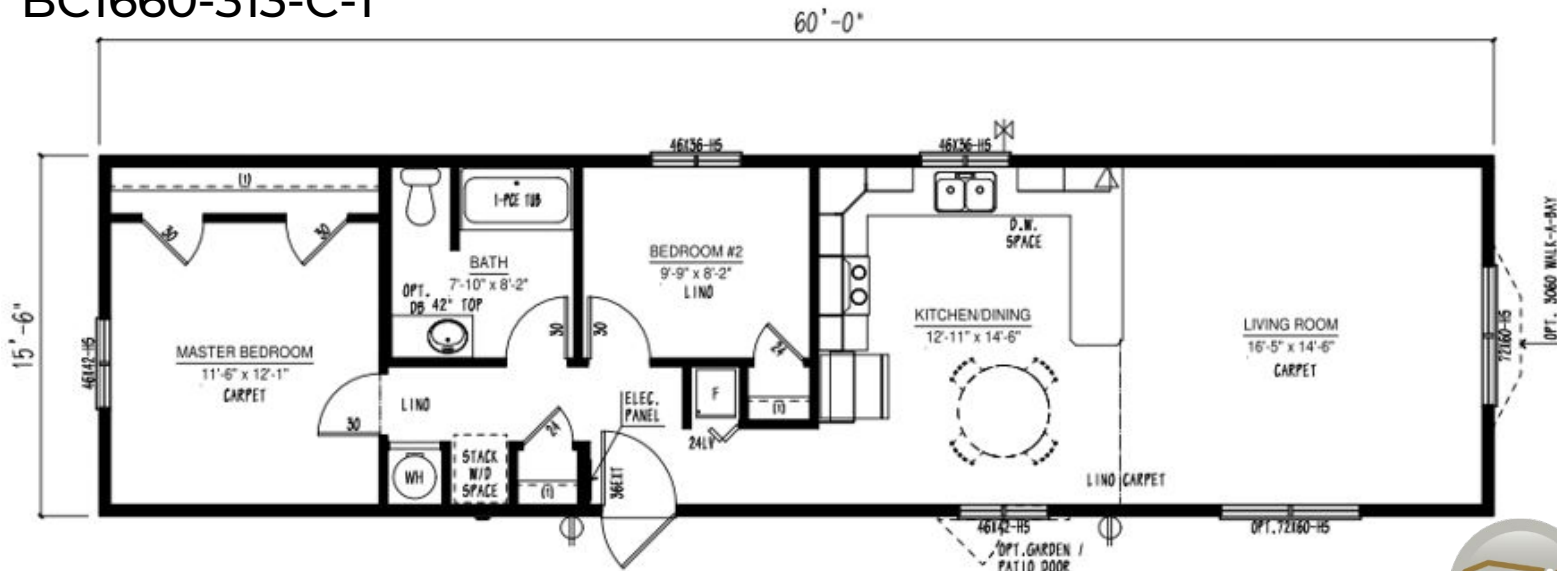 BC1660-313-C-1
60'-0"
15'-6"
46X36-H5
46X36-H5
(1)
30
30
1-PCE TUB
BATH
7'-10" x 8'-2"
OPT.
DB 42" TOP
30
BEDROOM #2
9'-9" x 8'-2"
LINO
30
24
(1)
D.W.
SPACE
KITCHEN/DINING
12'-11" x 14'-6"
LIVING ROOM
16'-5" x 14'-6"
CARPET
72X60-H5
OPT. 3060 WALK-A-BAY
46X42-H5
MASTER BEDROOM
11'-6" x 12'-1"
CARPET
30
LINO
WH
STACK
W/D
SPACE
24
(1)
ELEC.
PANEL
36EXT
F
24LV
LINO CARPET
46X42-H5
OPT.GARDEN /
PATIO DOOR
OPT.72X60-H5